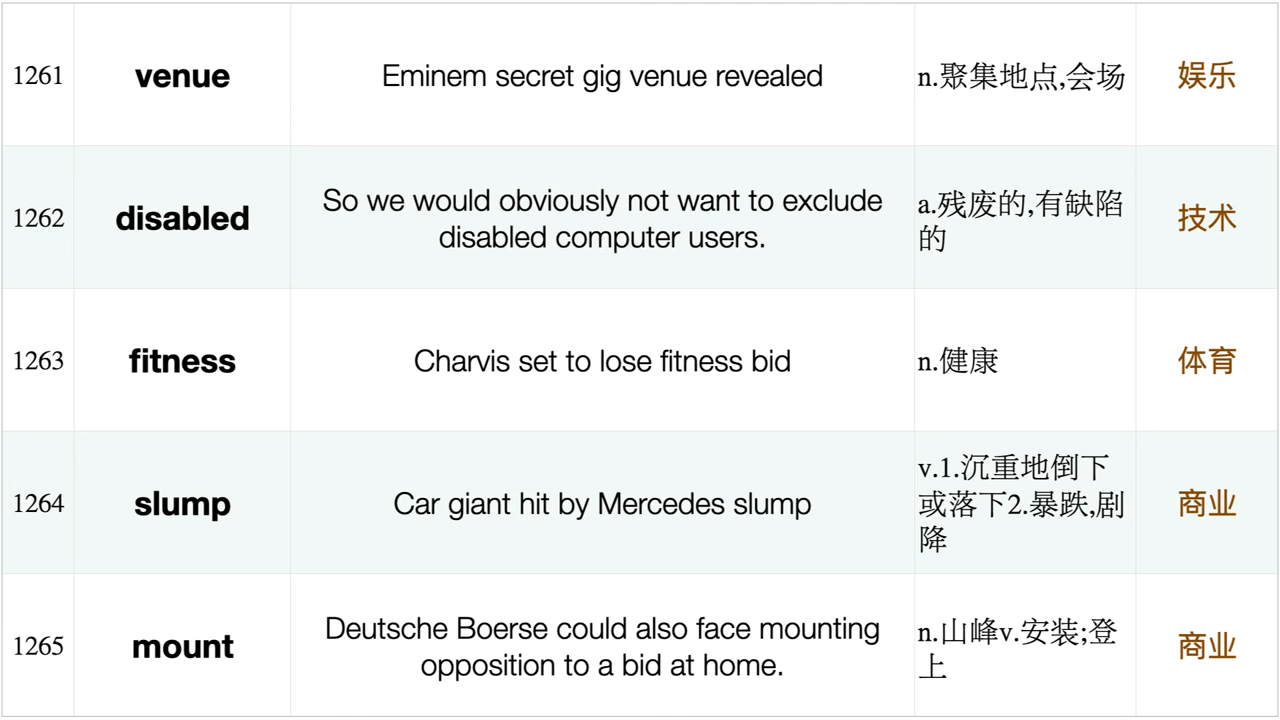 1261 venue Eminem secret gig venue revealed n.聚集地点,会场 娱乐
1262 disabled So we would obviously not want to exclude
disabled computer users. a.残废的,有缺陷
的 技术
1263 fitness Charvis set to lose fitness bid n.健康 体育
1264 slump Car giant hit by Mercedes slump v.1.沉重地倒下
或落下2.暴跌,剧
降 商业
1265 mount Deutsche Boerse could also face mounting
opposition to a bid at home. n.山峰v.安装;登
上 商业